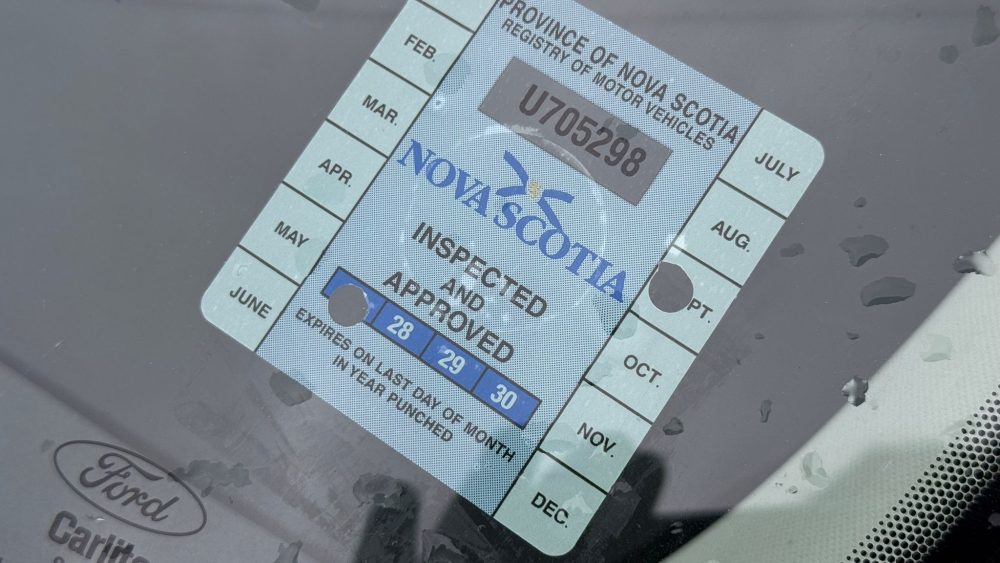 PROVINCE OF NOVA SCOTIA
REGISTRY OF MOTOR VEHICLES
U705298
NOVA SCOTIA
INSPECTED
AND
APPROVED
28 29 30
EXPIRES ON LAST DAY OF MONTH
IN YEAR PUNCHED
FEB.
MAR.
APR.
MAY
JUNE
JULY
AUG.
PT.
OCT.
NOV.
DEC.
Ford